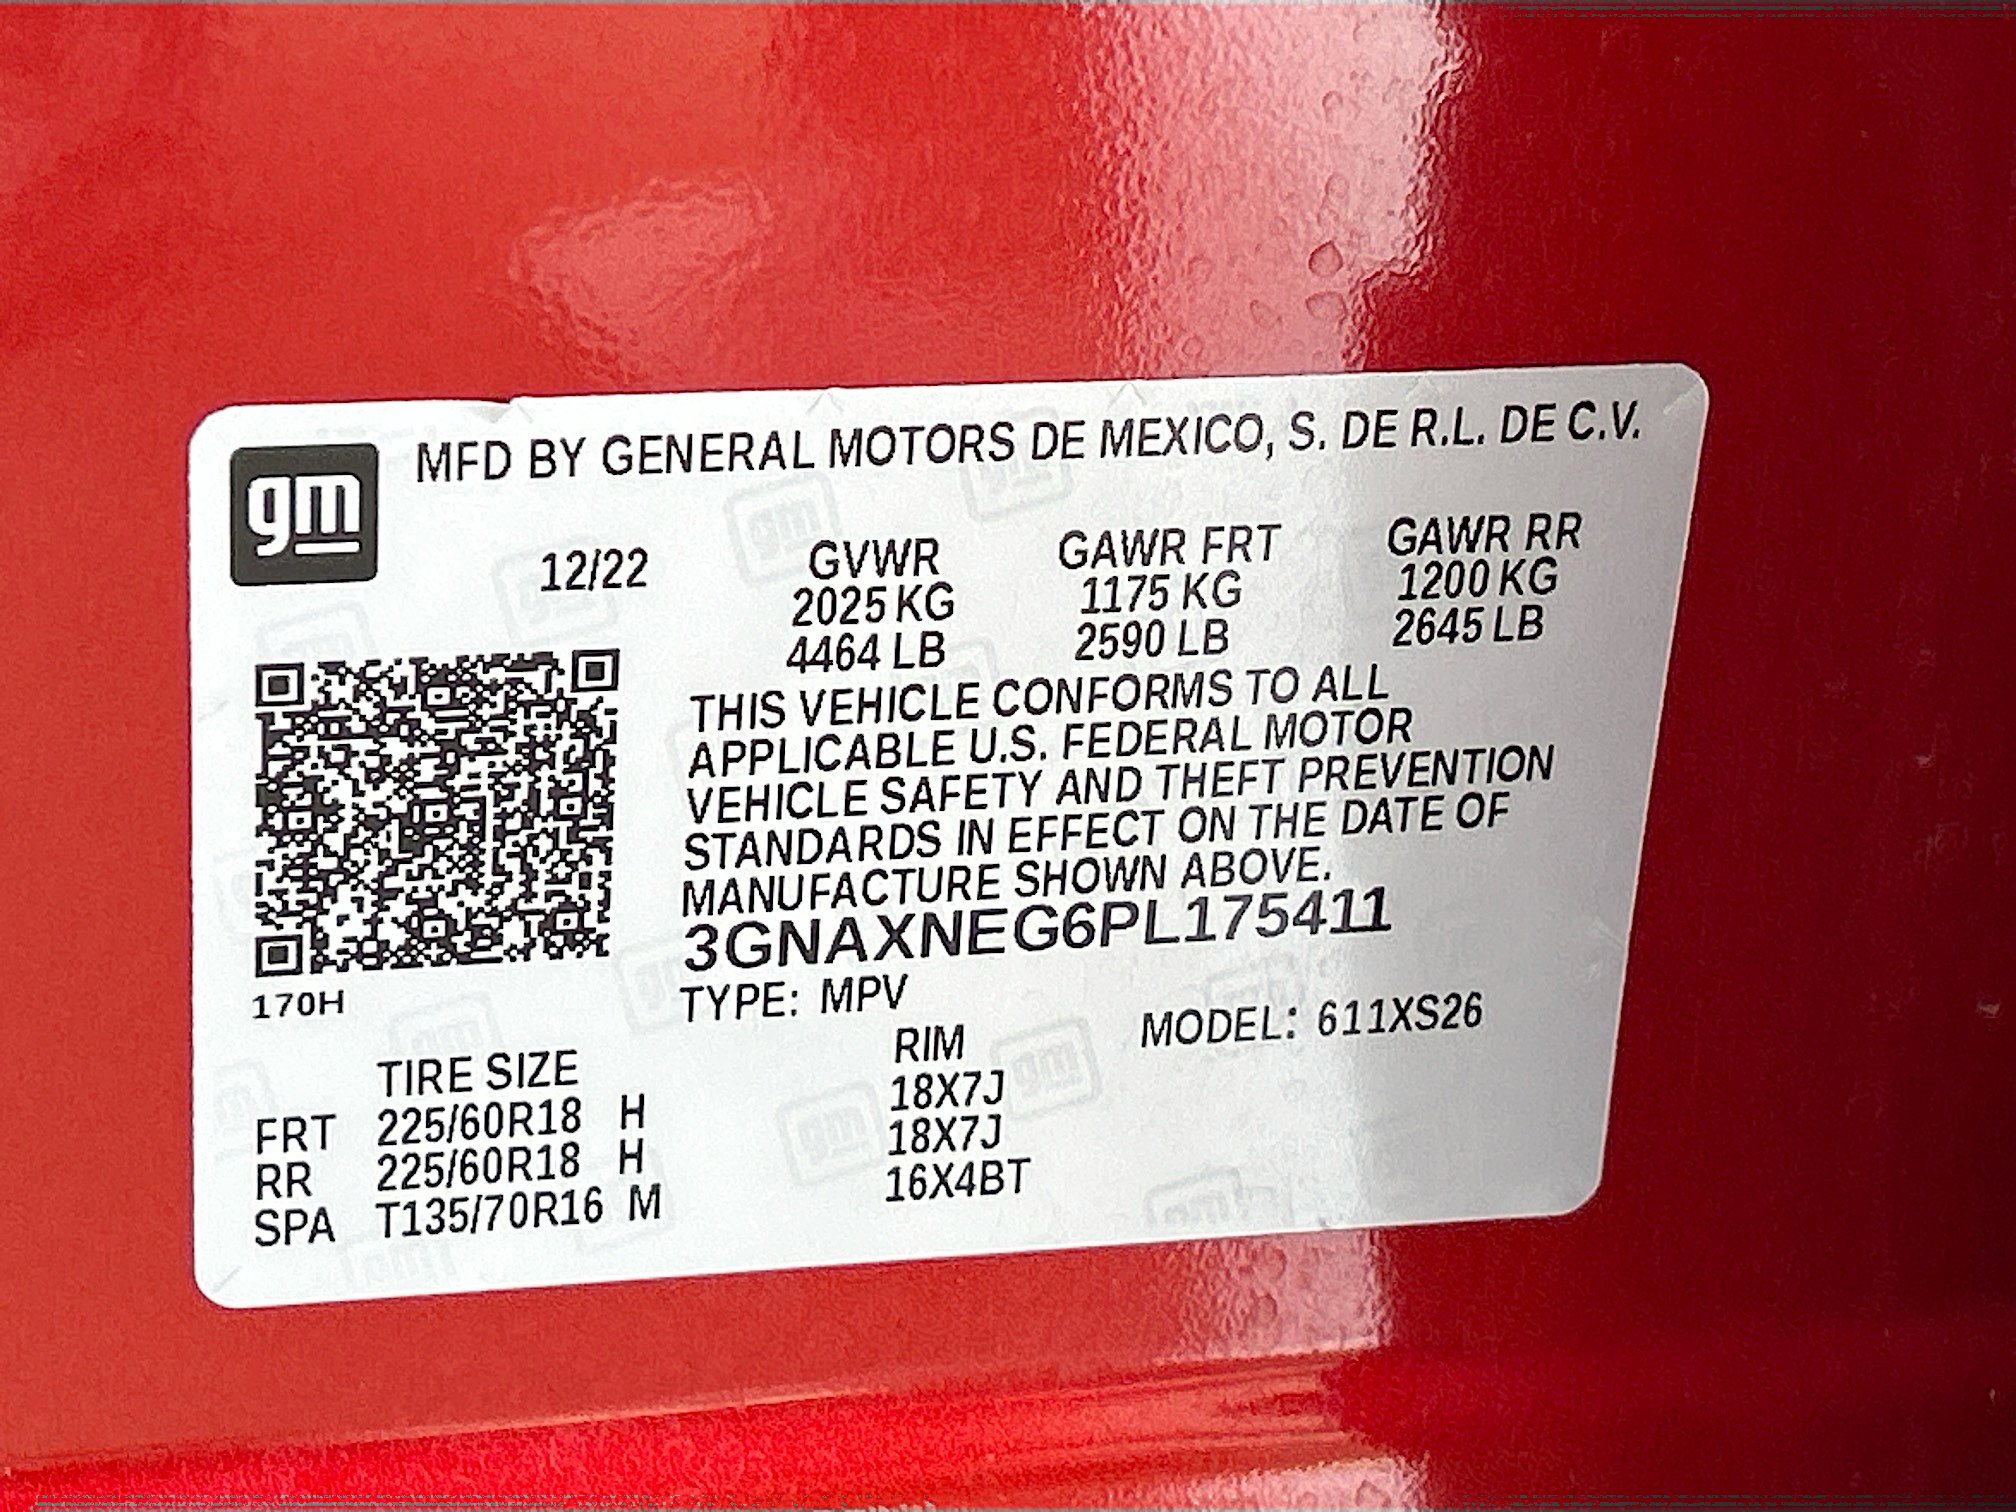 gm
MFD BY GENERAL MOTORS DE MEXICO, S. DE R.L. DE C.V.
12/22
GVWR GAWR FRT GAWR RR
2025 KG 1175 KG 1200 KG
4464 LB 2590 LB 2645 LB
THIS VEHICLE CONFORMS TO ALL
APPLICABLE U.S. FEDERAL MOTOR
VEHICLE SAFETY AND THEFT PREVENTION
STANDARDS IN EFFECT ON THE DATE OF
MANUFACTURE SHOWN ABOVE.
3GNAXNEG6PL175411
170H
TYPE: MPV MODEL: 611XS26
TIRE SIZE RIM
FRT 225/60R18 H 18X7J
RR 225/60R18 H 18X7J
SPA T135/70R16 M 16X4BT